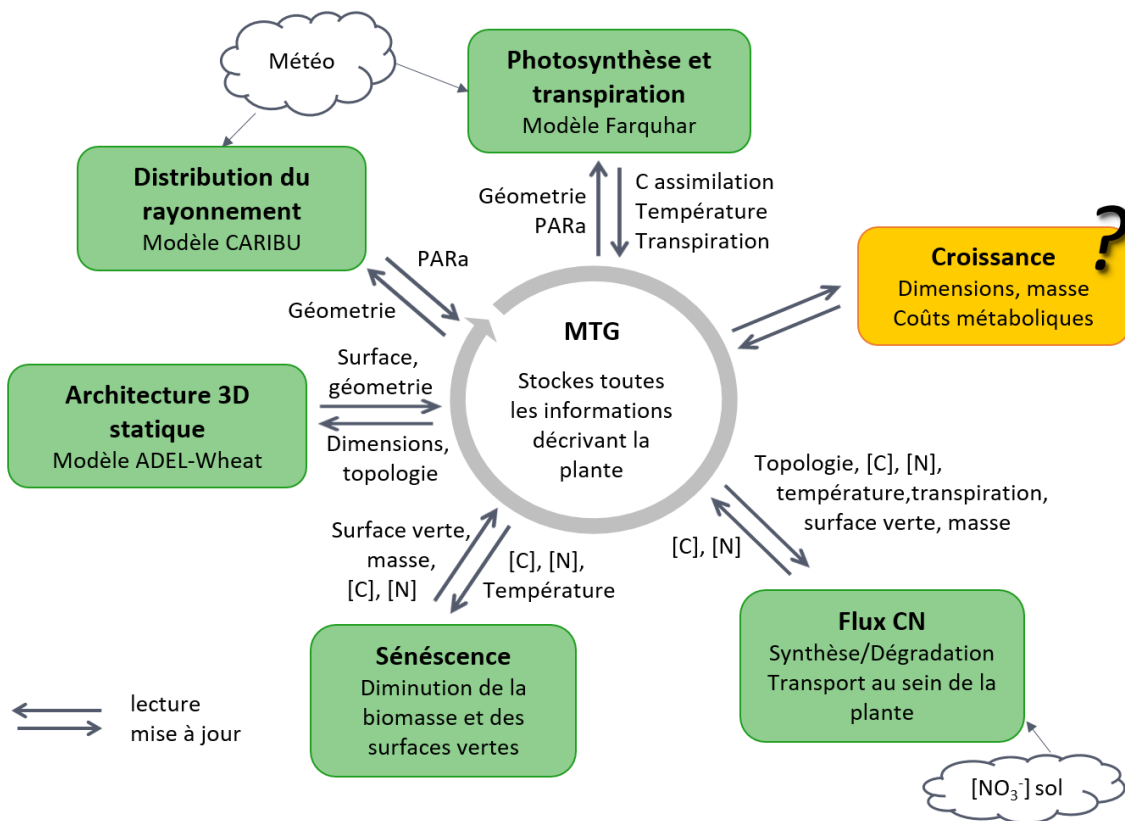 Météo
Photosynthèse et
transpiration
Modèle Farquhar
Distribution du
rayonnement
Modèle CARIBU
Géometrie
PARa
C assimilation
Température
Transpiration
?
Croissance
Dimensions, masse
Coûts métaboliques
PARa
Géometrie
MTG
Stockes toutes
les informations
décrivant la
plante
Surface,
géometrie
Architecture 3D
statique
Modèle ADEL-Wheat
Dimensions,
topologie
Topologie, [C], [N],
température,transpiration,
surface verte, masse
[C], [N]
Surface verte,
masse,
[C], [N]
[C], [N],
Température
Flux CN
Synthèse/Dégradation
Transport au sein de la
plante
Sénéscence
Diminution de la
biomasse et des
surfaces vertes
lecture
mise à jour
[NO₃⁻] sol